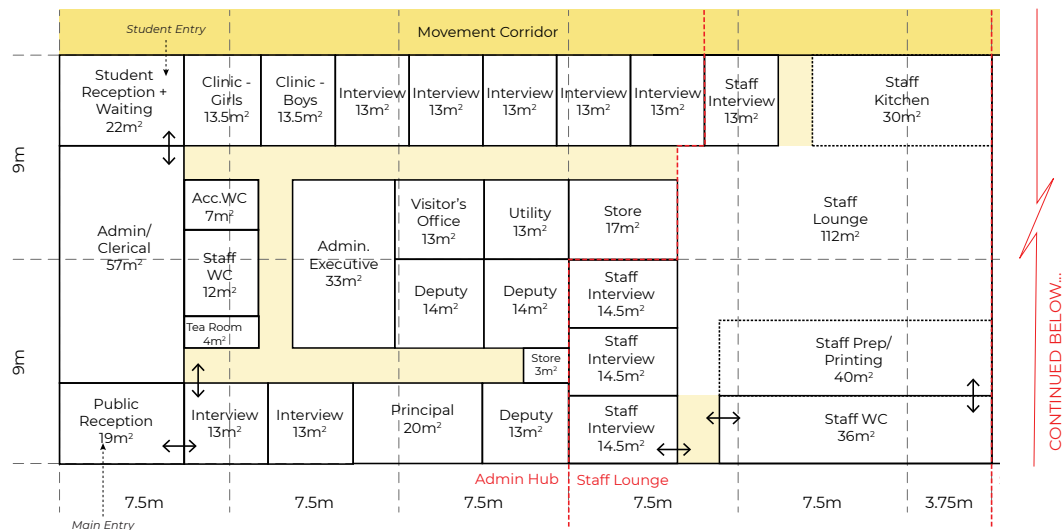 Movement Corridor
Student Entry
Student
Reception +
Waiting
22m²
Clinic -
Girls
13.5m²
Clinic -
Boys
13.5m²
Interview
13m²
Interview
13m²
Interview
13m²
Interview
13m²
Interview
13m²
Staff
Interview
13m²
Staff
Kitchen
30m²
9m
Admin/
Clerical
57m²
Acc.WC
7m²
Staff
WC
12m²
Tea Room
4m²
Admin.
Executive
33m²
Visitor's
Office
13m²
Utility
13m²
Store
17m²
Staff
Lounge
112m²
Deputy
14m²
Deputy
14m²
Staff
Interview
14.5m²
Staff
Interview
14.5m²
Store
3m²
Staff Prep/
Printing
40m²
9m
Public
Reception
19m²
Interview
13m²
Interview
13m²
Principal
20m²
Deputy
13m²
Staff
Interview
14.5m²
Staff WC
36m²
CONTINUED BELOW...
Admin Hub
Staff Lounge
7.5m
7.5m
7.5m
7.5m
7.5m
3.75m
Main Entry